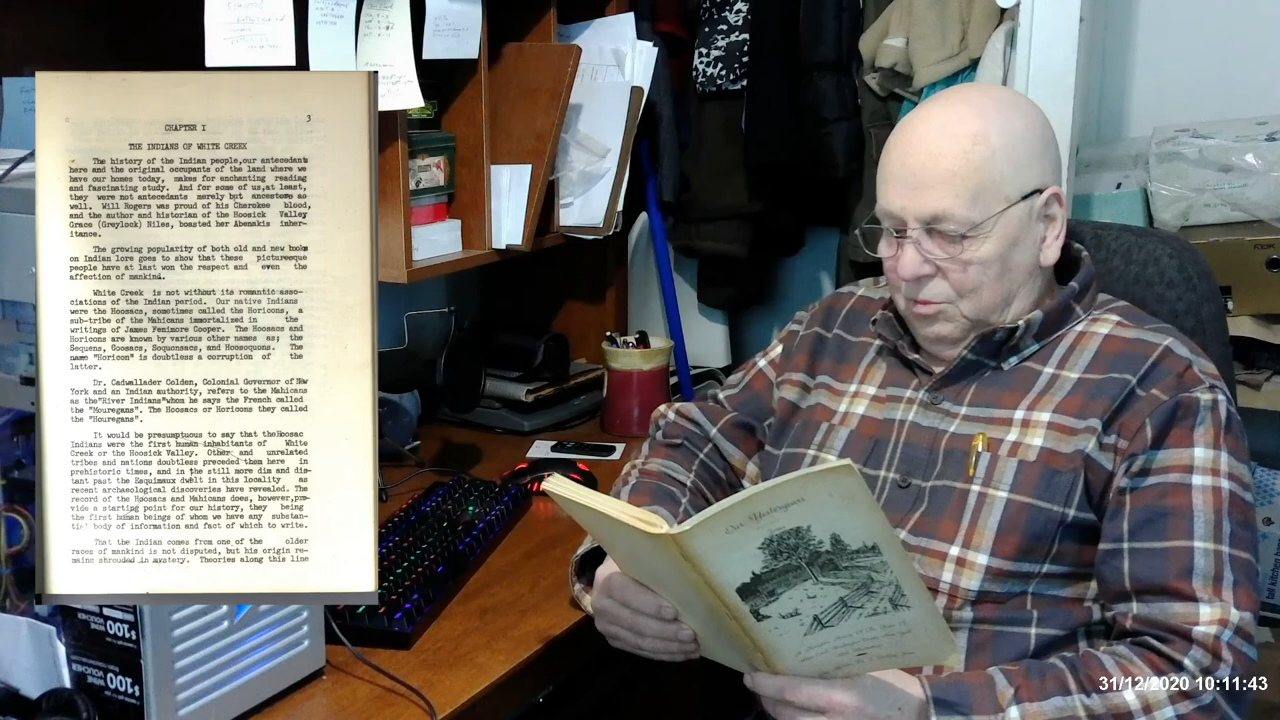 3
CHAPTER I
THE INDIANS OF WHITE CREEK
The history of the Indian people,our antecedants
here and the original occupants of the land where we
have our homes today, makes for enchanting reading
and fascinating study. And for some of us,at least,
they were not antecedants merely but ancestors as
well. Will Rogers was proud of his Cherokee blood,
and the author and historian of the Hoosick Valley
Grace (Greylock) Niles, boasted her Abenakis inher-
itance.
The growing popularity of both old and new books
on Indian lore goes to show that these picturesque
people have at last won the respect and even the
affection of mankind.
White Creek is not without its romantic asso-
ciations of the Indian period. Our native Indians
were the Hoosacs, sometimes called the Horicons, a
sub-tribe of the Mahicans immortalized in the
writings of James Fenimore Cooper. The Hoosacs and
Horicons are known by various other names as; the
Sequens, Goosacs, Soquonsacs, and Hoosoquons. The
name "Horicon" is doubtless a corruption of the
latter.
Dr. Cadwallader Colden, Colonial Governor of New
York and an Indian authority, refers to the Mahicans
as the"River Indians"whom he says the French called
the "Mouregans". The Hoosacs or Horicons they called
the "Houregans".
It would be presumptuous to say that theHoosac
Indians were the first human inhabitants of White
Creek or the Hoosick Valley. Other and unrelated
tribes and nations doubtless preceded them here in
prehistoric times, and in the still more dim and dis-
tant past the Esquimaux dwelt in this locality as
recent archaeological discoveries have revealed. The
record of the Hoosacs and Mahicans does, however,pro-
vide a starting point for our history, they being
the first human beings of whom we have any substan-
tial body of information and fact of which to write.
That the Indian comes from one of the older
races of mankind is not disputed, but his origin re-
mains shrouded in mystery. Theories along this line
Our Yesteryears
$100
WINE
VOUCHER
$100
31/12/2020 10:11:43